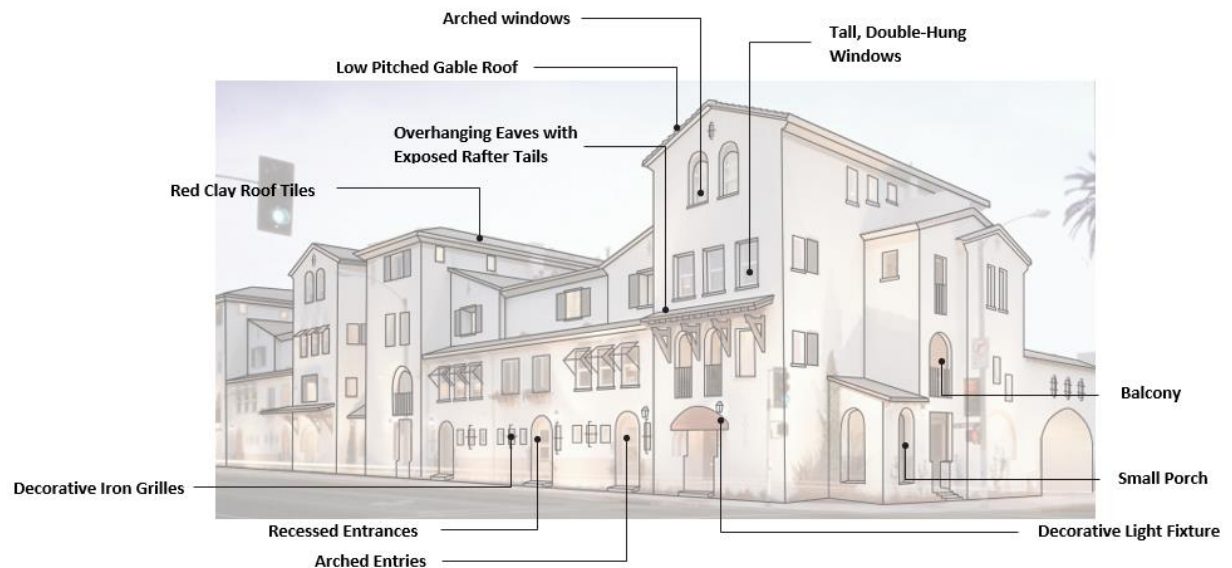 Arched windows
Tall, Double-Hung
Windows
Low Pitched Gable Roof
Overhanging Eaves with
Exposed Rafter Tails
Red Clay Roof Tiles
Balcony
Small Porch
Decorative Iron Grilles
Recessed Entrances
Decorative Light Fixture
Arched Entries